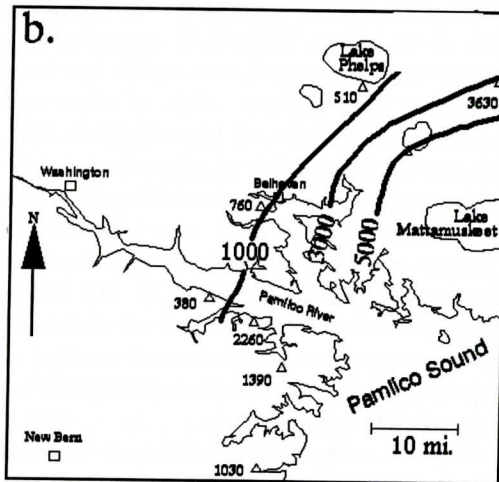 b.
Lake
Phelps
510
3630
Washington
Belhaven
760
Lake
Mattamuskeet
N
1000
3000
5000
380
Pamlico River
2260
1390
Pamlico Sound
10 mi.
New Bern
1030